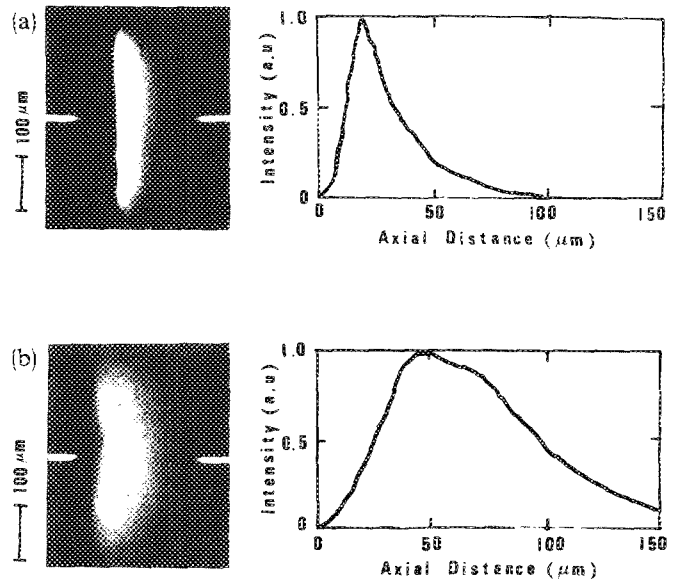 (a)
100 µm
Intensity (a.u)
1.0
0.5
0
0 50 100 150
Axial Distance (µm)
(b)
100 µm
Intensity (a.u)
1.0
0.5
0
0 50 100 150
Axial Distance (µm)